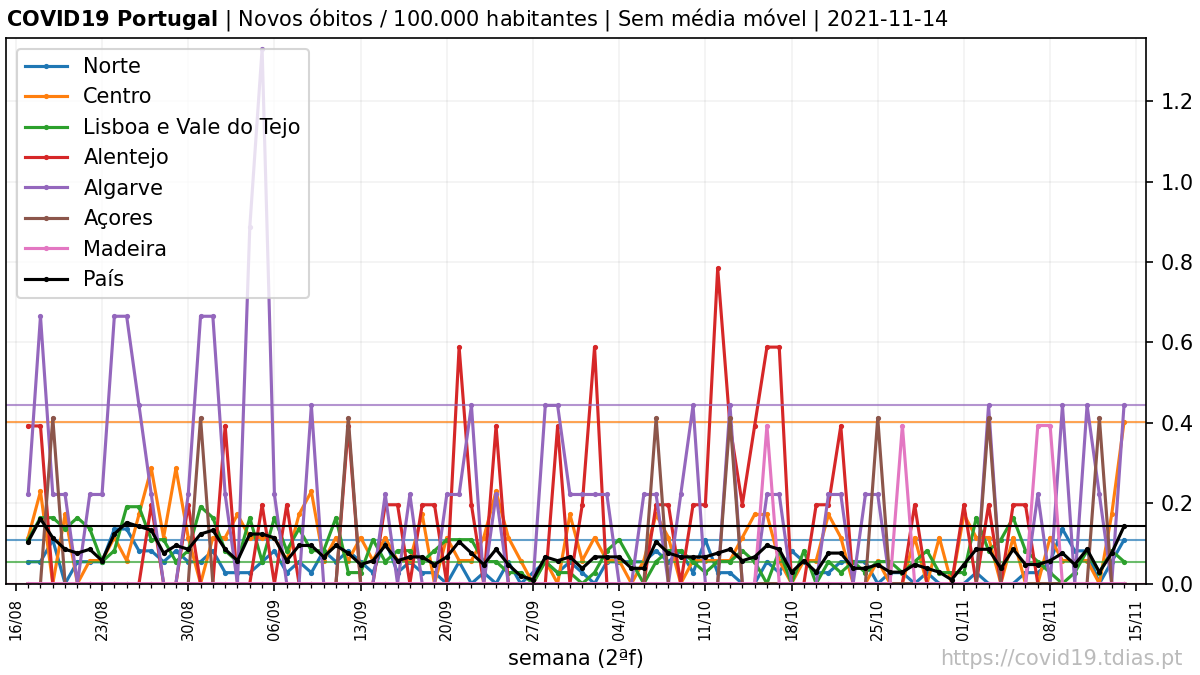 COVID19 Portugal | Novos óbitos / 100.000 habitantes | Sem média móvel | 2021-11-14
Norte
Centro
Lisboa e Vale do Tejo
Alentejo
Algarve
Açores
Madeira
País
1.2
1.0
0.8
0.6
0.4
0.2
0.0
16/08 23/08 30/08 06/09 13/09 20/09 27/09 04/10 11/10 18/10 25/10 01/11 08/11 15/11
semana (2ªf)
https://covid19.tdias.pt